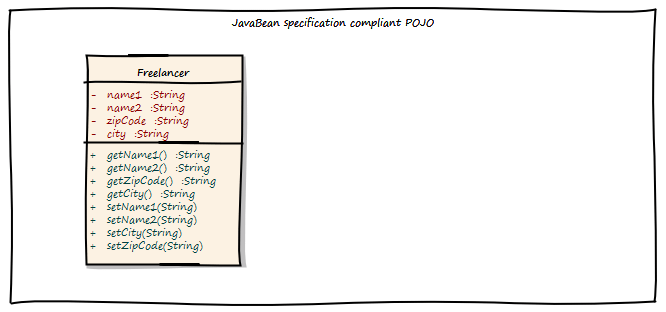 JavaBean specification compliant POJO
Freelancer
- name1 :String
- name2 :String
- zipCode :String
- city :String
+ getName1() :String
+ getName2() :String
+ getZipCode() :String
+ getCity() :String
+ setName1(String)
+ setName2(String)
+ setCity(String)
+ setZipCode(String)